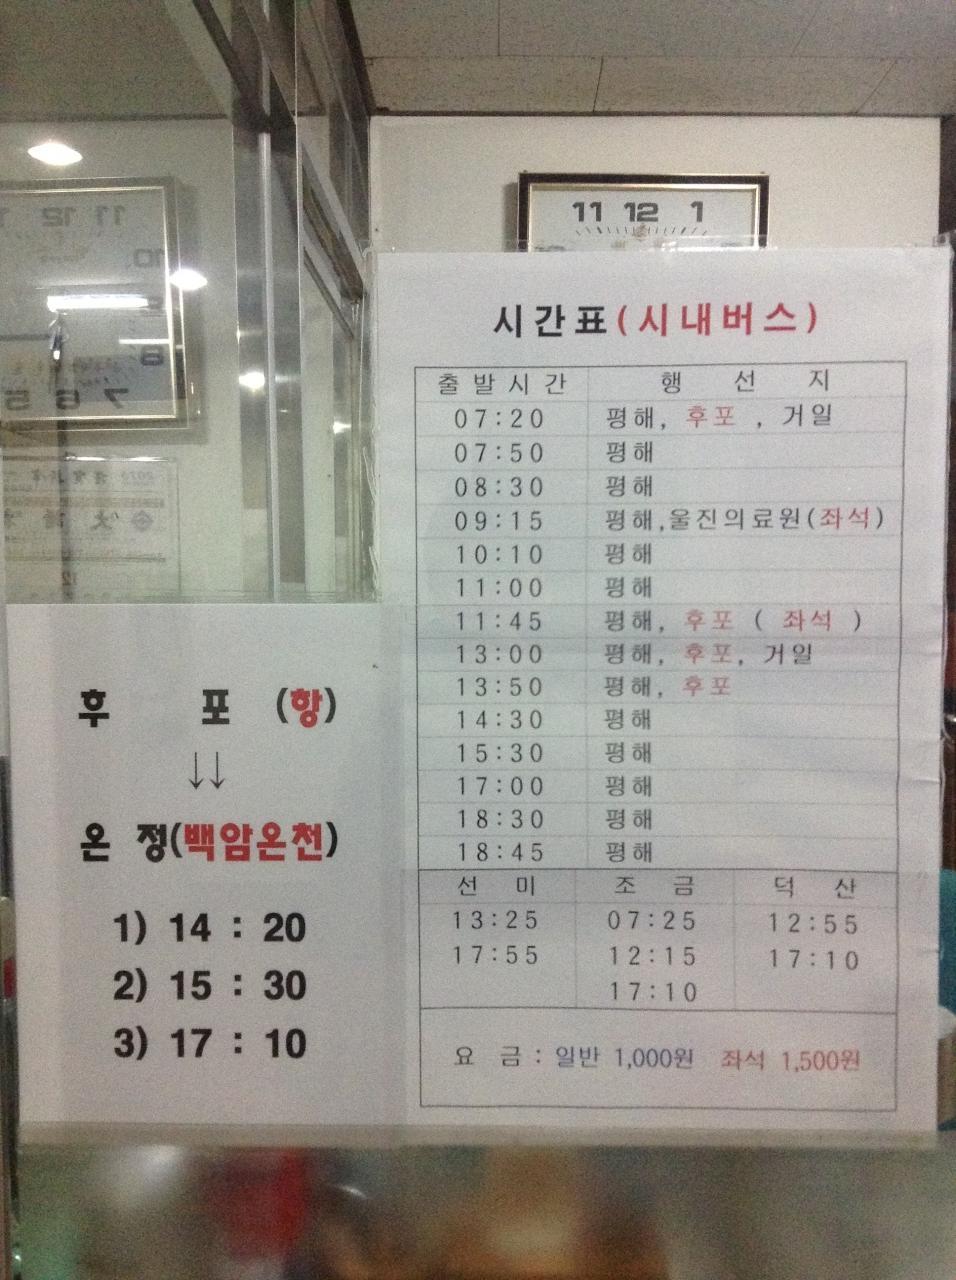 11 12 1
시간표(시내버스)
출발시간 행선지
07:20 평해, 후포 , 거일
07:50 평해
08:30 평해
09:15 평해,울진의료원(좌석)
10:10 평해
11:00 평해
11:45 평해, 후포 ( 좌석 )
13:00 평해, 후포, 거일
13:50 평해, 후포
14:30 평해
15:30 평해
17:00 평해
18:30 평해
18:45 평해
선미 조금 덕산
13:25 07:25 12:55
17:55 12:15 17:10
17:10
요금: 일반 1,000원 좌석 1,500원
후포 (항)
↓↓
온정(백암온천)
1) 14 : 20
2) 15 : 30
3) 17 : 10